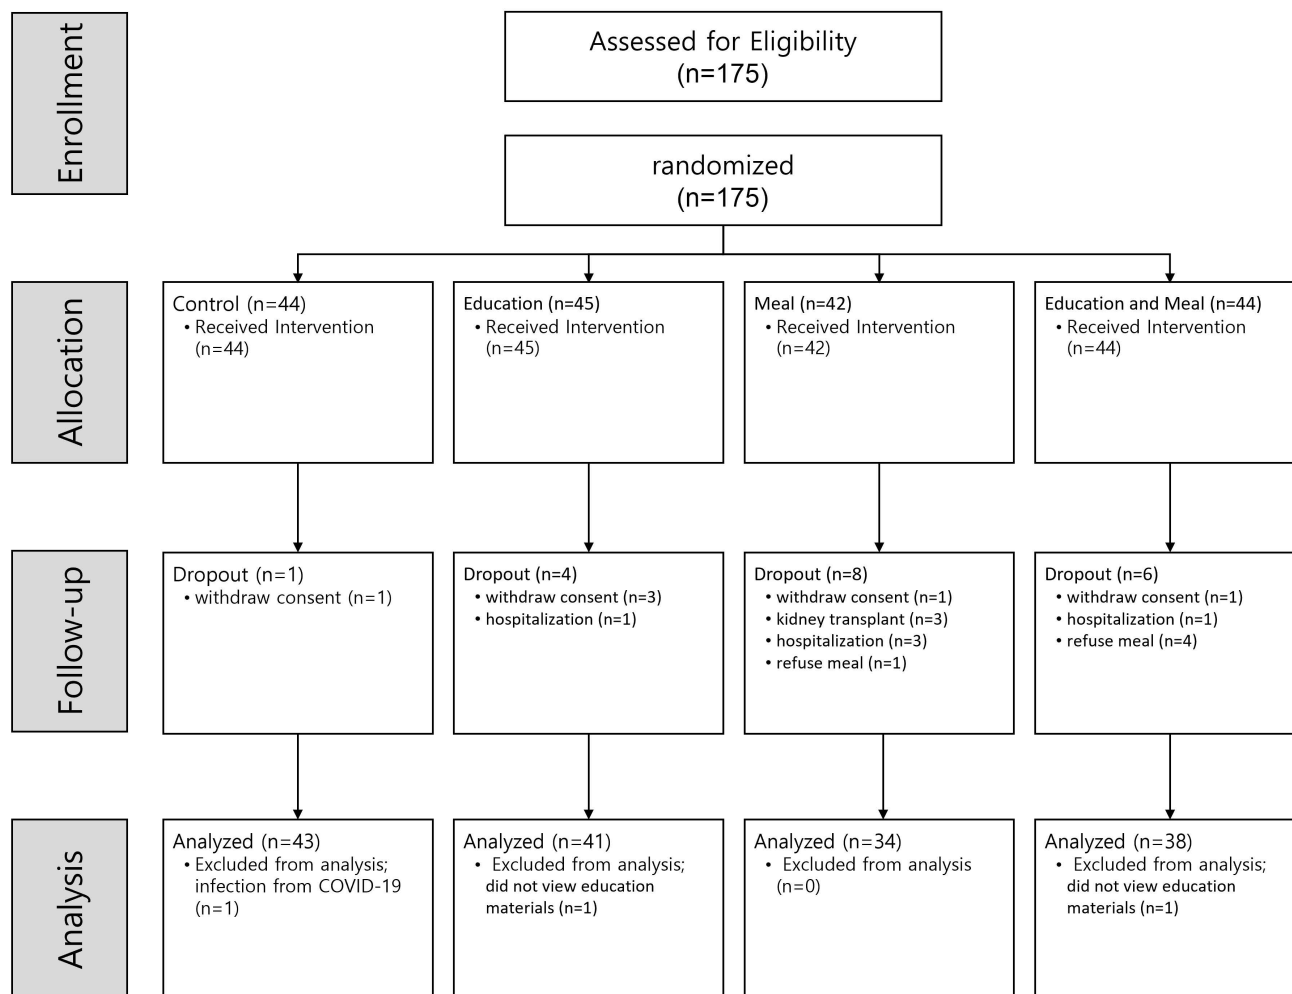 Enrollment
Assessed for Eligibility
(n=175)
randomized
(n=175)
Allocation
Control (n=44)
• Received Intervention
(n=44)
Education (n=45)
• Received Intervention
(n=45)
Meal (n=42)
• Received Intervention
(n=42)
Education and Meal (n=44)
• Received Intervention
(n=44)
Follow-up
Dropout (n=1)
• withdraw consent (n=1)
Dropout (n=4)
• withdraw consent (n=3)
• hospitalization (n=1)
Dropout (n=8)
• withdraw consent (n=1)
• kidney transplant (n=3)
• hospitalization (n=3)
• refuse meal (n=1)
Dropout (n=6)
• withdraw consent (n=1)
• hospitalization (n=1)
• refuse meal (n=4)
Analysis
Analyzed (n=43)
• Excluded from analysis;
infection from COVID-19
(n=1)
Analyzed (n=41)
• Excluded from analysis;
did not view education
materials (n=1)
Analyzed (n=34)
• Excluded from analysis
(n=0)
Analyzed (n=38)
• Excluded from analysis;
did not view education
materials (n=1)